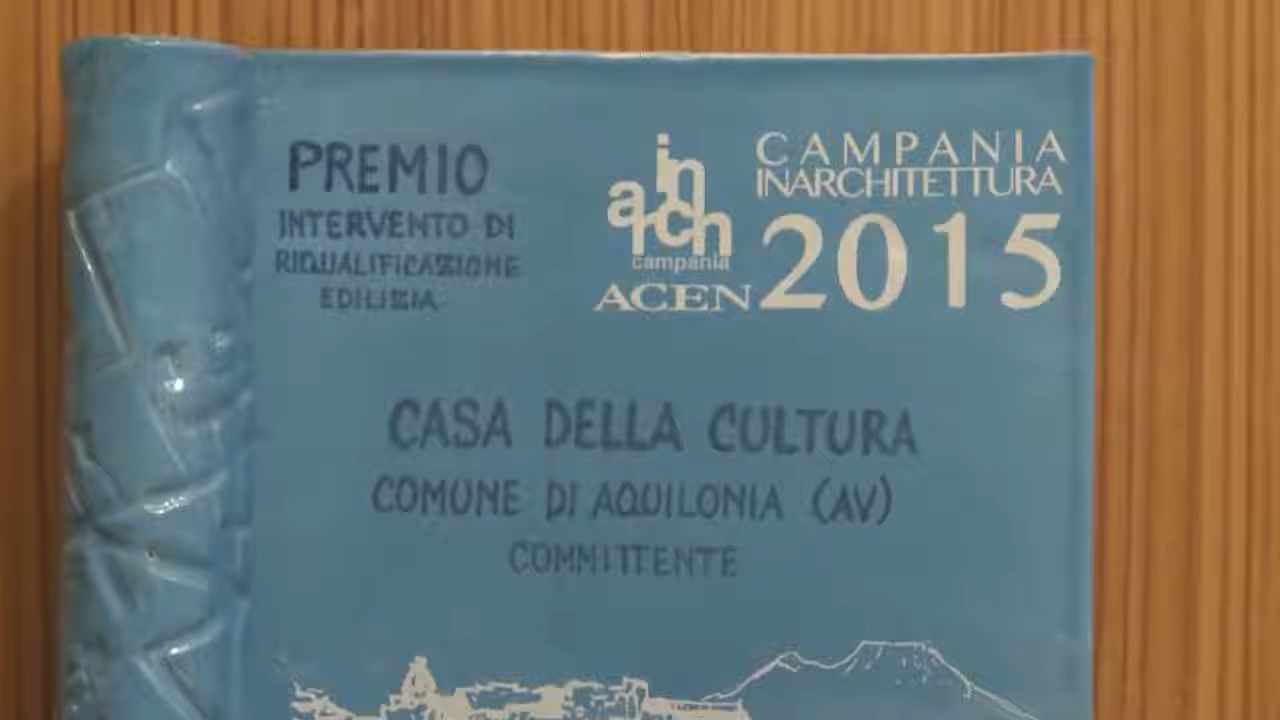 PREMIO
INTERVENTO DI
RIQUALIFICAZIONE
EDILIZIA
in
arch
campania
ACEN
CAMPANIA
INARCHITETTURA
2015
CASA DELLA CULTURA
COMUNE DI AQUILONIA (AV)
COMMITTENTE